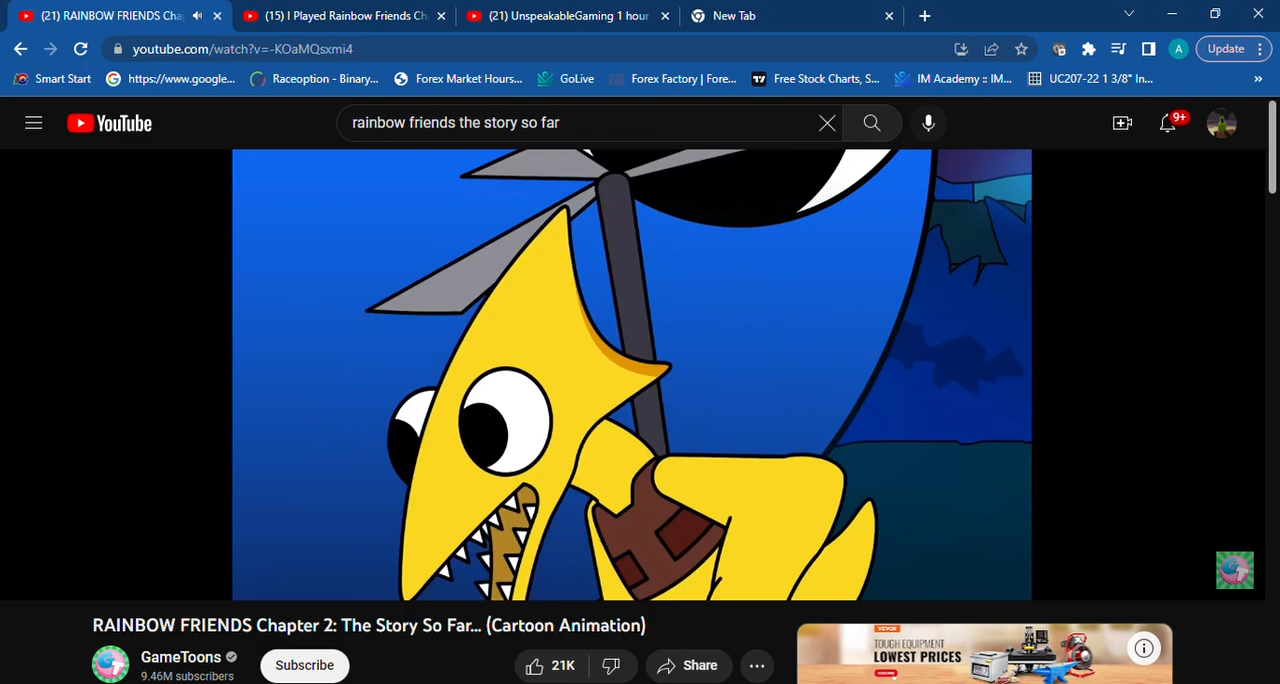 (21) RAINBOW FRIENDS Cha
(15) I Played Rainbow Friends Ch
(21) UnspeakableGaming 1 hour
New Tab
youtube.com/watch?v=-KOaMQsxmi4
A
Update
Smart Start
https://www.google...
Raceoption - Binary...
Forex Market Hours...
GoLive
Forex Factory | Fore...
Free Stock Charts, S...
IM Academy :: IM...
UC207-22 1 3/8" In...
»
YouTube
rainbow friends the story so far
9+
RAINBOW FRIENDS Chapter 2: The Story So Far... (Cartoon Animation)
GameToons
9.46M subscribers
Subscribe
21K
Share
VEVOR
TOUGH EQUIPMENT
LOWEST PRICES